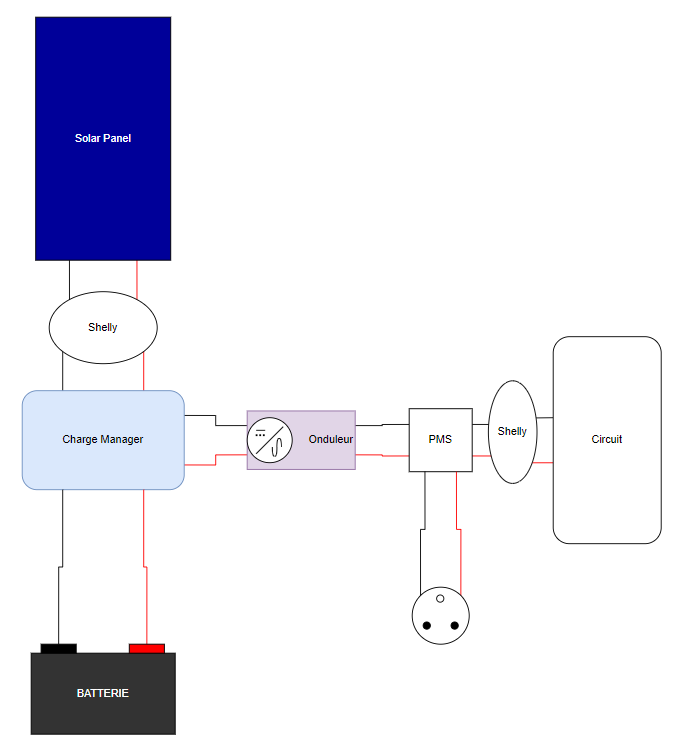 Solar Panel
Shelly
Charge Manager
Onduleur
PMS
Shelly
Circuit
BATTERIE